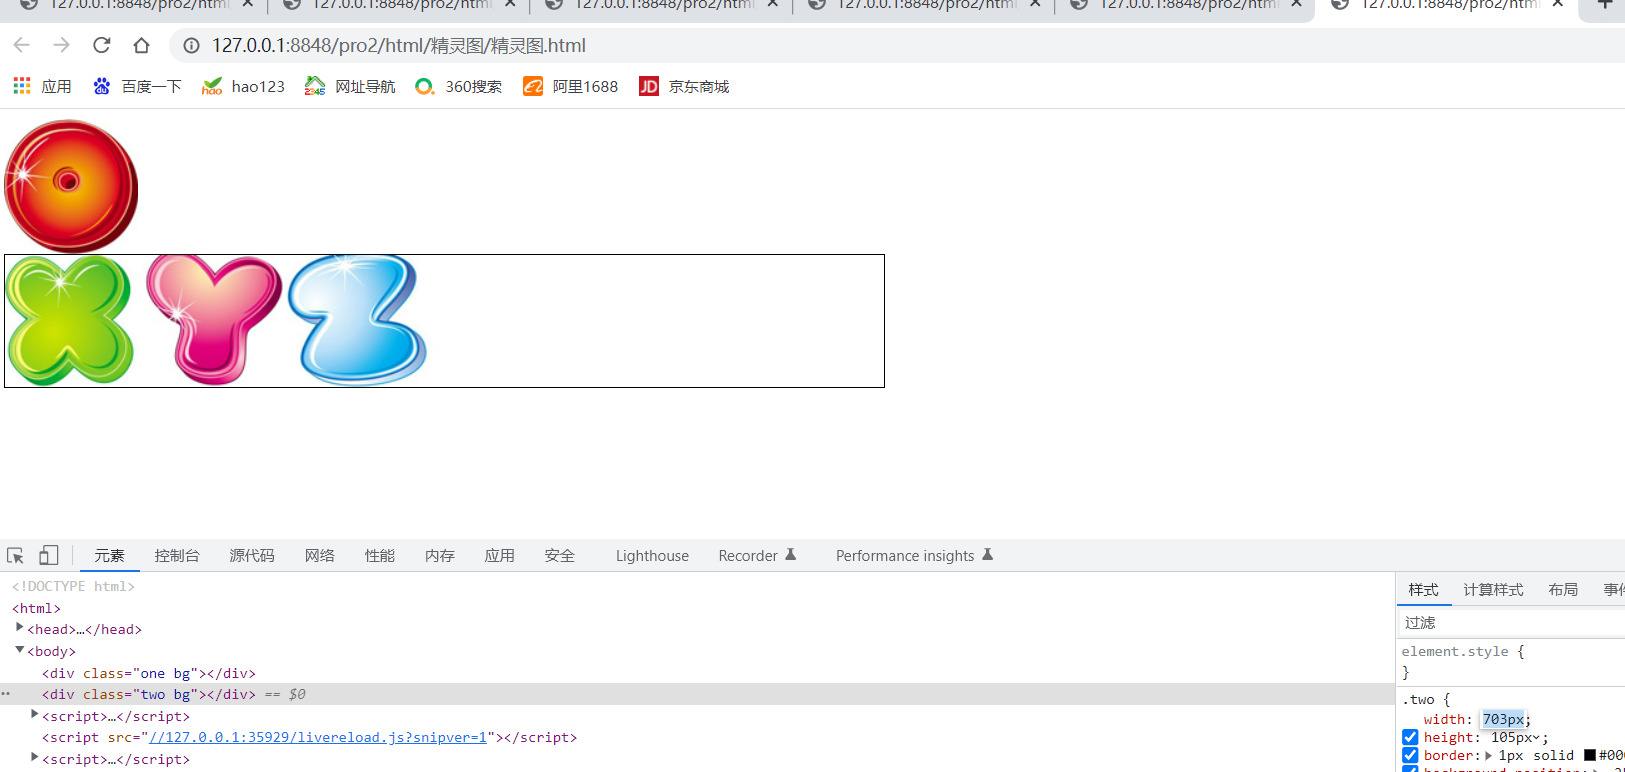 127.0.0.1:8848/pro2/html 127.0.0.1:8848/pro2/html 127.0.0.1:8848/pro2/html 127.0.0.1:8848/pro2/html 127.0.0.1:8848/pro2/html 127.0.0.1:8848/pro2/html
127.0.0.1:8848/pro2/html/精灵图/精灵图.html
应用 百度一下 hao hao123 2345 网址导航 360搜索 阿里1688 JD 京东商城
X Y Z
元素 控制台 源代码 网络 性能 内存 应用 安全 Lighthouse Recorder Performance insights
<!DOCTYPE html>
<html>
<head>…</head>
<body>
<div class="one bg"></div>
<div class="two bg"></div> == $0
<script>…</script>
<script src="//127.0.0.1:35929/livereload.js?snipver=1"></script>
<script>…</script>
样式 计算样式 布局
过滤
element.style {
}
.two {
width: 703px;
height: 105px;
border: 1px solid #00